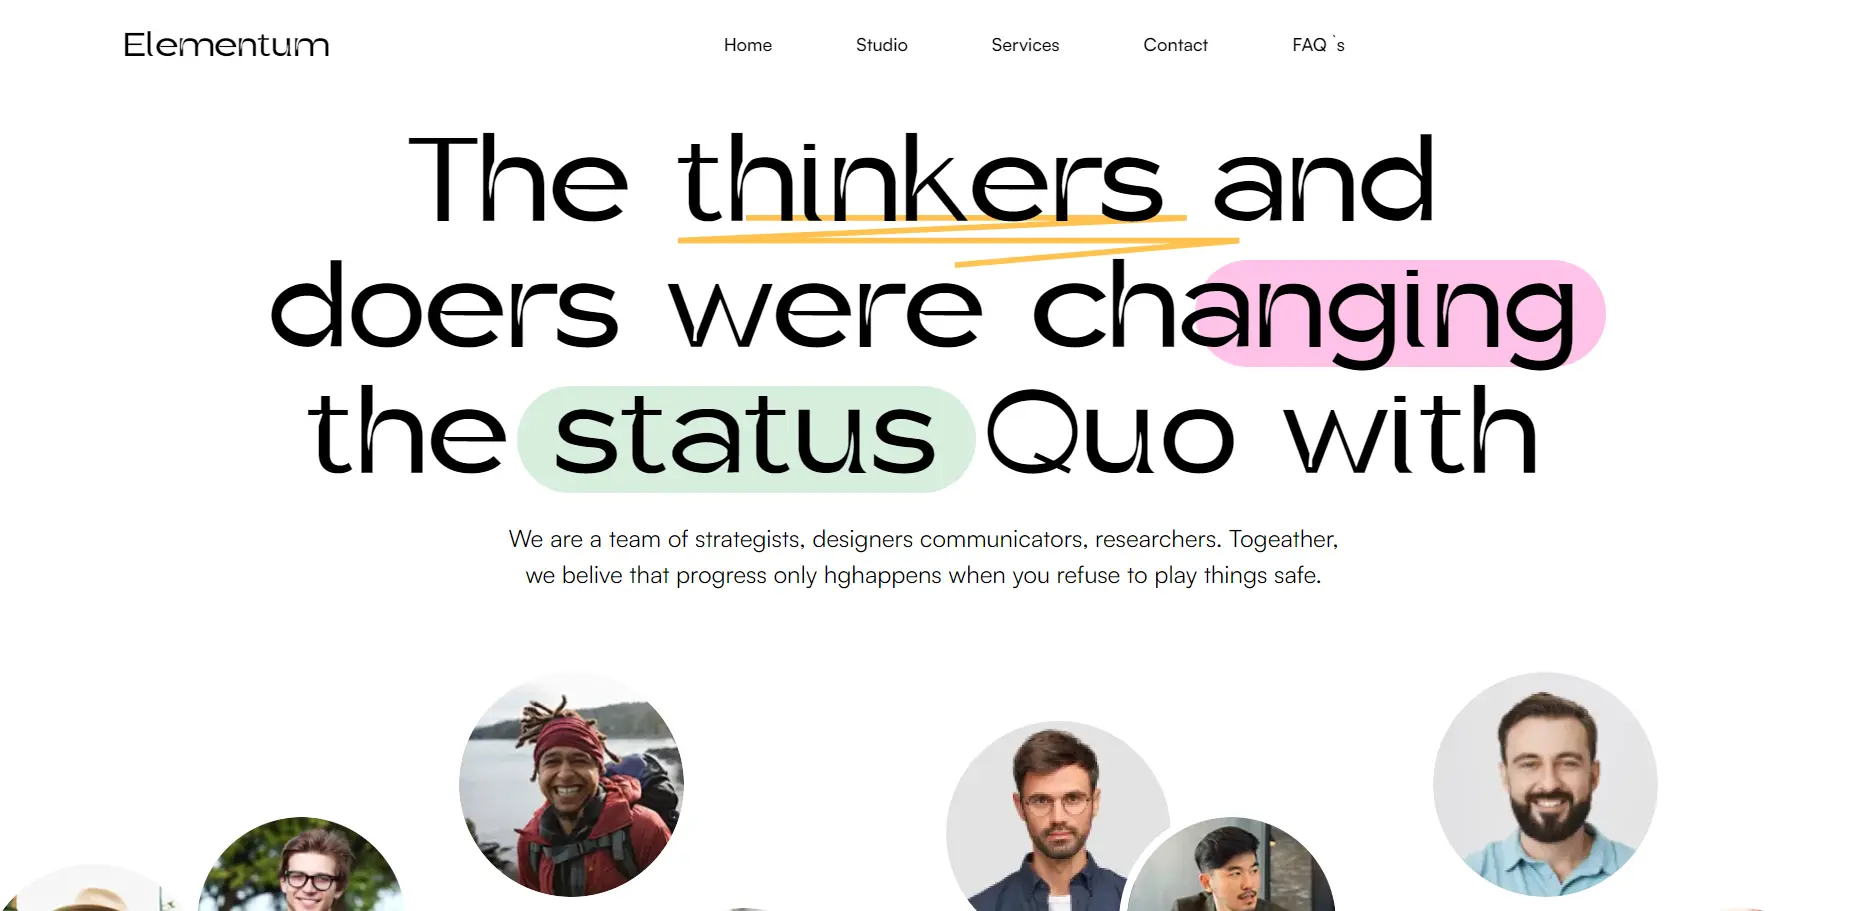 Elementum
Home Studio Services Contact FAQ `s
The thinkers and
doers were changing
the status Quo with
We are a team of strategists, designers communicators, researchers. Togeather,
we belive that progress only hghappens when you refuse to play things safe.